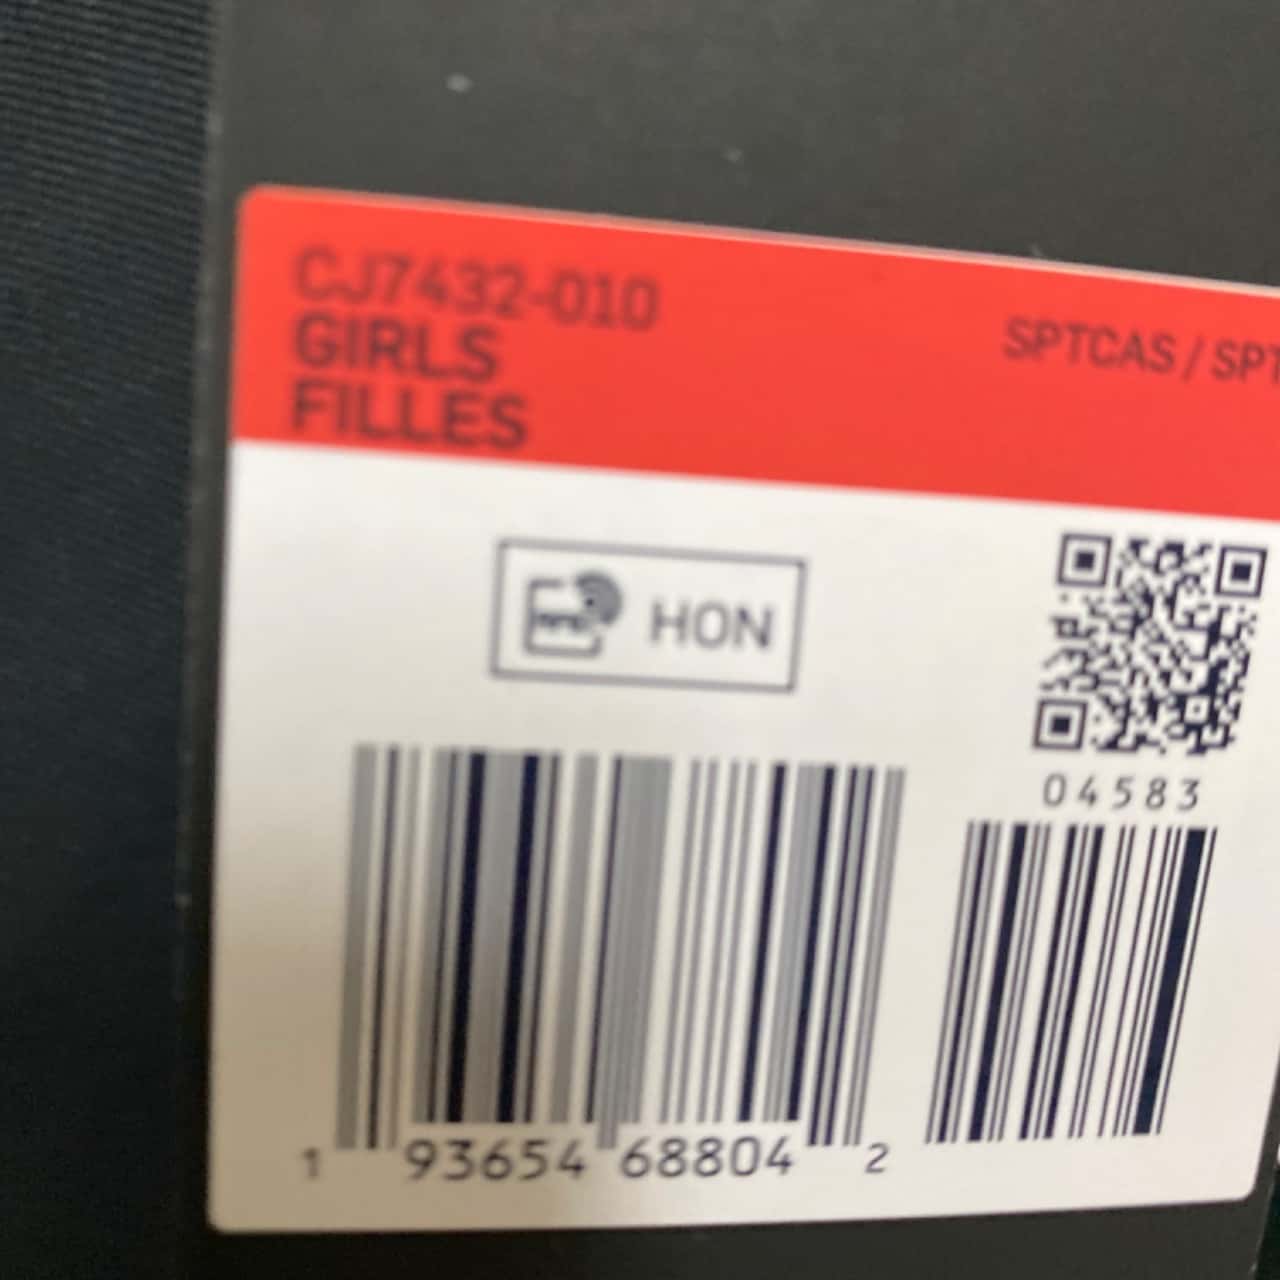 CJ7432-010
GIRLS
FILLES
SPTCAS / SPT
HON
04583
1 93654 68804 2